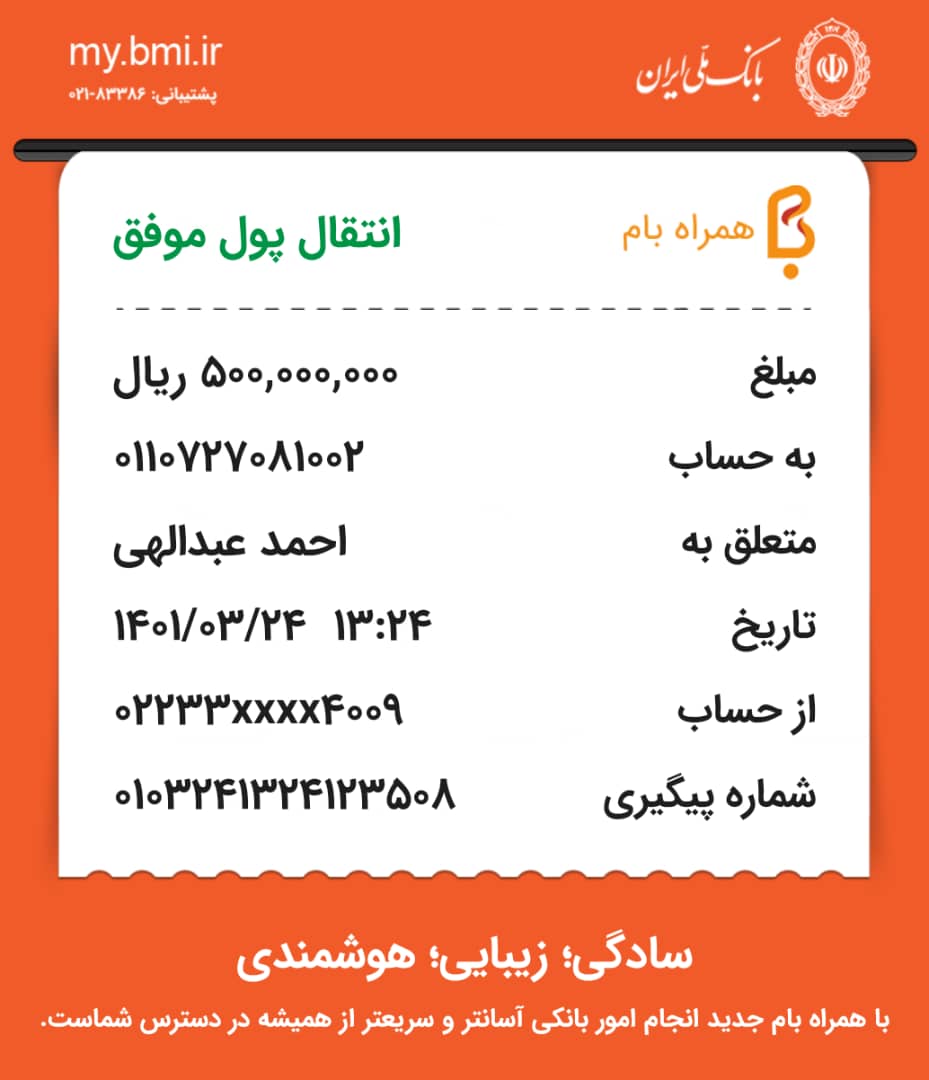 بانک ملی ایران
my.bmi.ir
پشتیبانی: ۸۳۳۸۶-۰۲۱
همراه بام
انتقال پول موفق
مبلغ ۵۰۰,۰۰۰,۰۰۰ ریال
به حساب ۰۱۱۰۷۲۷۰۸۱۰۰۲
متعلق به احمد عبدالهی
تاریخ ۱۴۰۱/۰۳/۲۴ ۱۳:۲۴
از حساب ۰۲۲۳۳xxxx۴۰۰۹
شماره پیگیری ۰۱۰۳۲۴۱۳۲۴۱۲۳۵۰۸
سادگی؛ زیبایی؛ هوشمندی
با همراه بام جدید انجام امور بانکی آسانتر و سریعتر از همیشه در دسترس شماست.